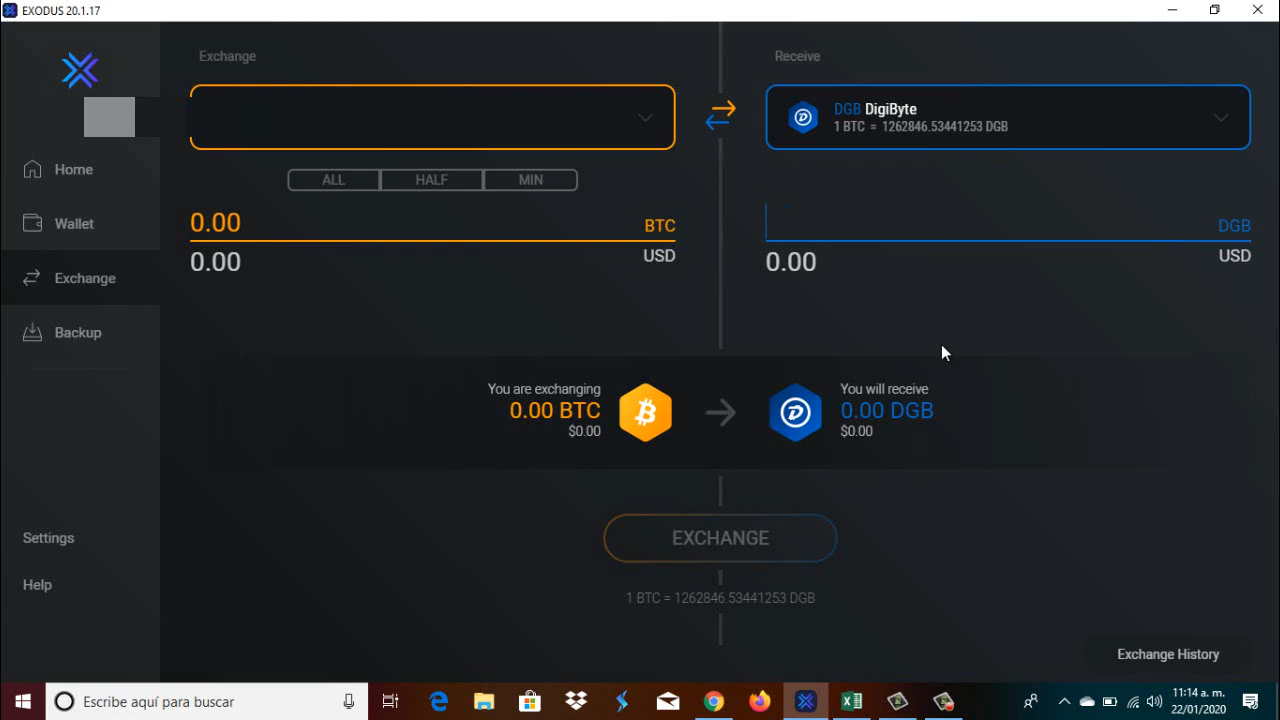 EXODUS 20.1.17
Exchange
Receive
DGB DigiByte
1 BTC = 1262846.53441253 DGB
ALL HALF MIN
0.00 BTC
0.00 USD
DGB
0.00 USD
Home
Wallet
Exchange
Backup
You are exchanging
0.00 BTC
$0.00
You will receive
0.00 DGB
$0.00
EXCHANGE
1 BTC = 1262846.53441253 DGB
Settings
Help
Exchange History
Escribe aquí para buscar
11:14 a. m.
22/01/2020